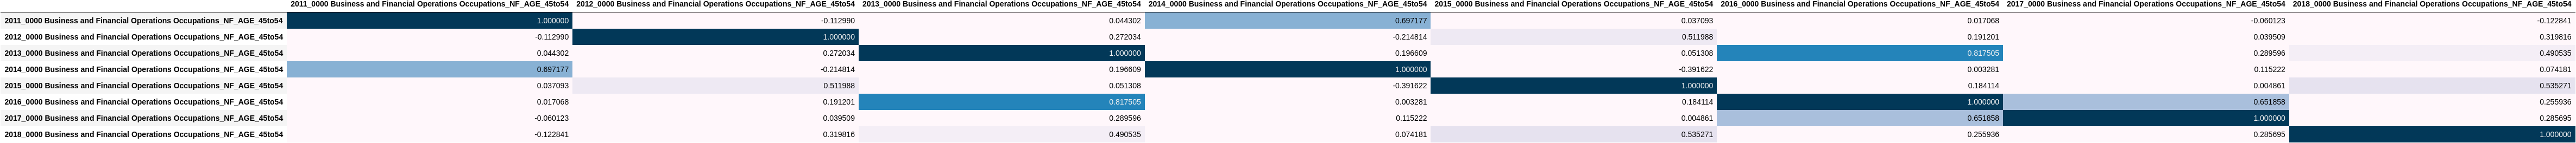 2011_0000 Business and Financial Operations Occupations_NF_AGE_45to54 2012_0000 Business and Financial Operations Occupations_NF_AGE_45to54 2013_0000 Business and Financial Operations Occupations_NF_AGE_45to54 2014_0000 Business and Financial Operations Occupations_NF_AGE_45to54 2015_0000 Business and Financial Operations Occupations_NF_AGE_45to54 2016_0000 Business and Financial Operations Occupations_NF_AGE_45to54 2017_0000 Business and Financial Operations Occupations_NF_AGE_45to54 2018_0000 Business and Financial Operations Occupations_NF_AGE_45to54
2011_0000 Business and Financial Operations Occupations_NF_AGE_45to54 1.000000 -0.112990 0.044302 0.697177 0.037093 0.017068 -0.060123 -0.122841
2012_0000 Business and Financial Operations Occupations_NF_AGE_45to54 -0.112990 1.000000 0.272034 -0.214814 0.511988 0.191201 0.039509 0.319816
2013_0000 Business and Financial Operations Occupations_NF_AGE_45to54 0.044302 0.272034 1.000000 0.196609 0.051308 0.817505 0.289596 0.490535
2014_0000 Business and Financial Operations Occupations_NF_AGE_45to54 0.697177 -0.214814 0.196609 1.000000 -0.391622 0.003281 0.115222 0.074181
2015_0000 Business and Financial Operations Occupations_NF_AGE_45to54 0.037093 0.511988 0.051308 -0.391622 1.000000 0.184114 0.004861 0.535271
2016_0000 Business and Financial Operations Occupations_NF_AGE_45to54 0.017068 0.191201 0.817505 0.003281 0.184114 1.000000 0.651858 0.255936
2017_0000 Business and Financial Operations Occupations_NF_AGE_45to54 -0.060123 0.039509 0.289596 0.115222 0.004861 0.651858 1.000000 0.285695
2018_0000 Business and Financial Operations Occupations_NF_AGE_45to54 -0.122841 0.319816 0.490535 0.074181 0.535271 0.255936 0.285695 1.000000